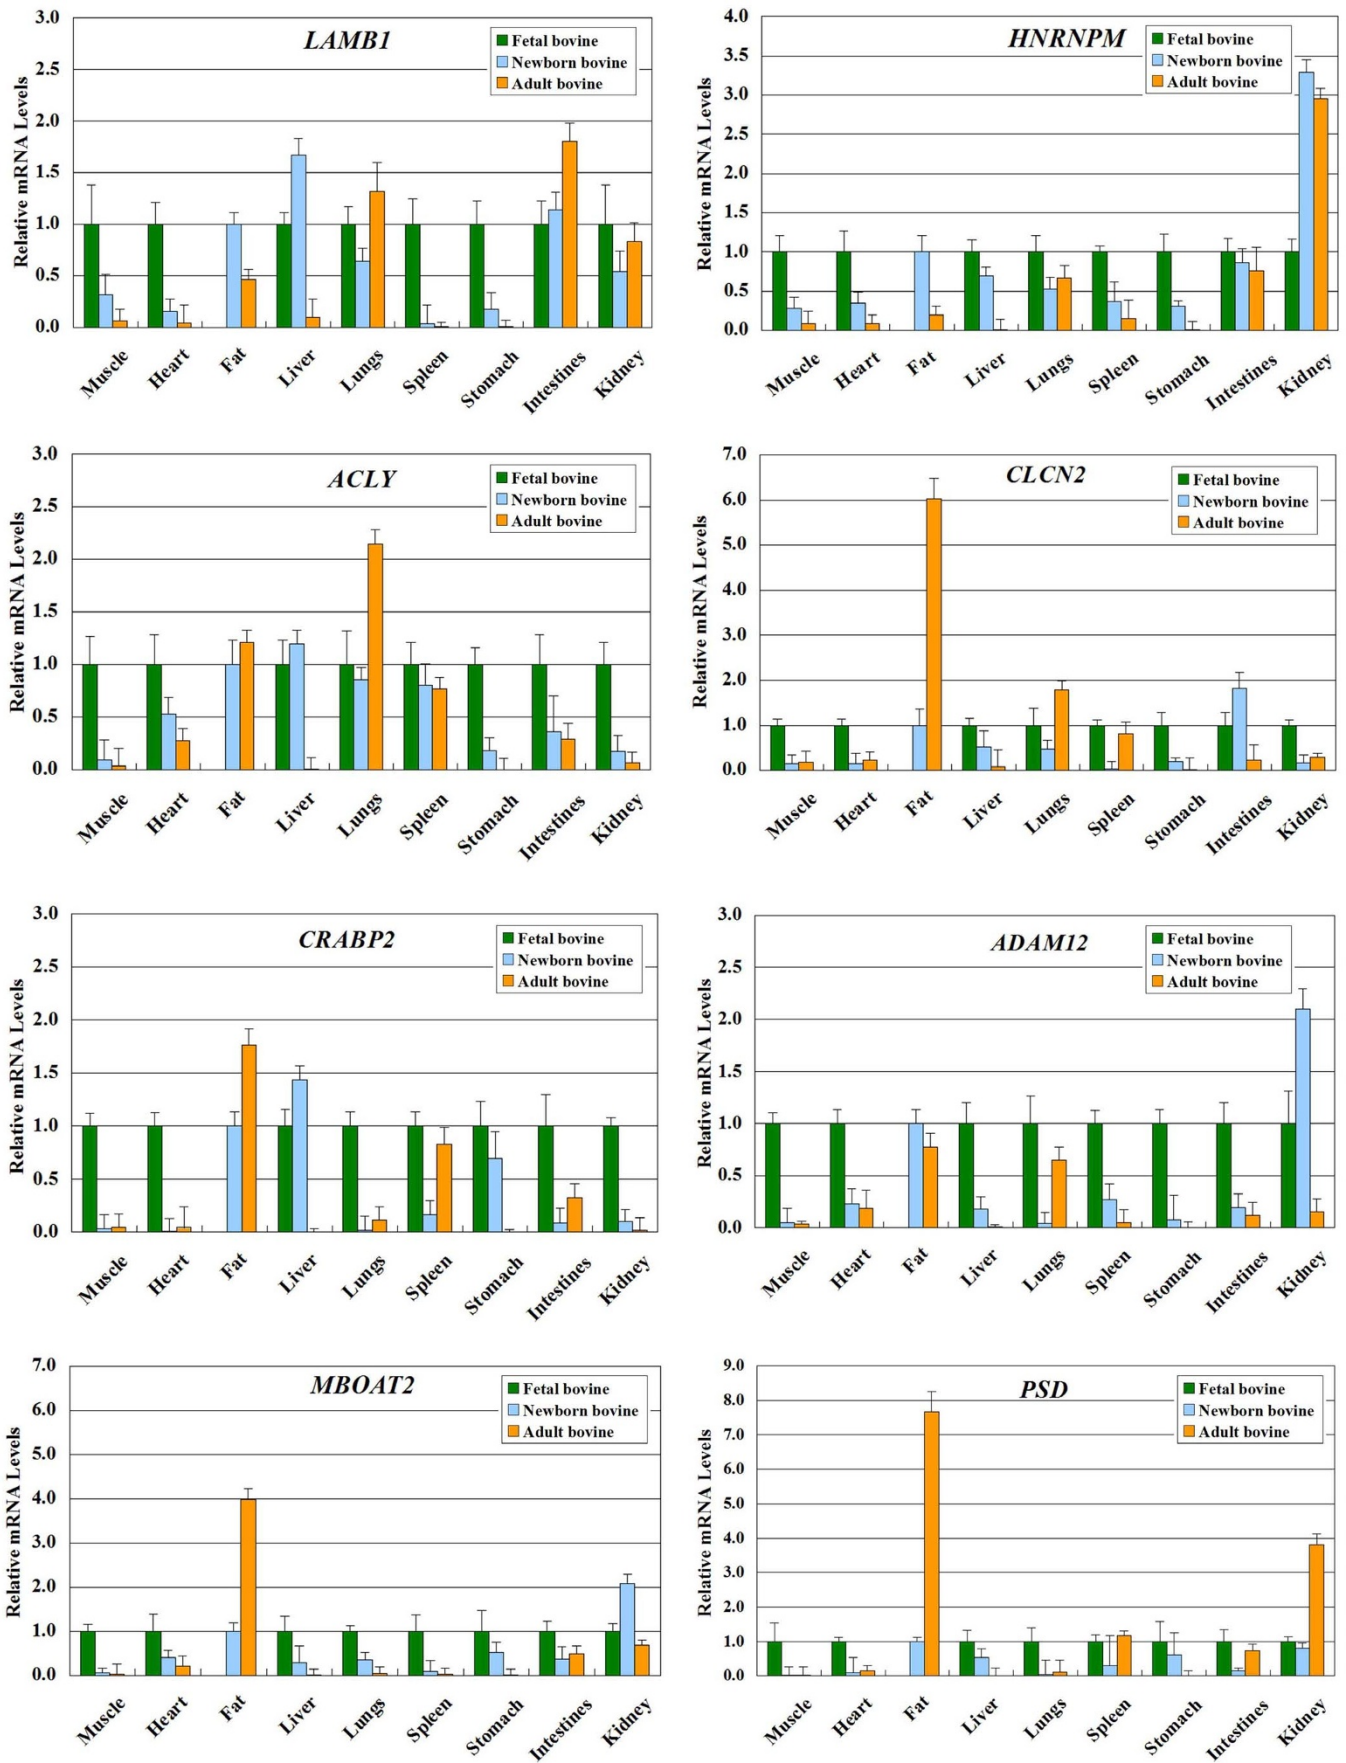 LAMB1
Fetal bovine
Newborn bovine
Adult bovine
Relative mRNA Levels
3.0
2.5
2.0
1.5
1.0
0.5
0.0
Muscle
Heart
Fat
Liver
Lungs
Spleen
Stomach
Intestines
Kidney
HNRNPM
Fetal bovine
Newborn bovine
Adult bovine
Relative mRNA Levels
4.0
3.5
3.0
2.5
2.0
1.5
1.0
0.5
0.0
Muscle
Heart
Fat
Liver
Lungs
Spleen
Stomach
Intestines
Kidney
ACLY
Fetal bovine
Newborn bovine
Adult bovine
Relative mRNA Levels
3.0
2.5
2.0
1.5
1.0
0.5
0.0
Muscle
Heart
Fat
Liver
Lungs
Spleen
Stomach
Intestines
Kidney
CLCN2
Fetal bovine
Newborn bovine
Adult bovine
Relative mRNA Levels
7.0
6.0
5.0
4.0
3.0
2.0
1.0
0.0
Muscle
Heart
Fat
Liver
Lungs
Spleen
Stomach
Intestines
Kidney
CRABP2
Fetal bovine
Newborn bovine
Adult bovine
Relative mRNA Levels
3.0
2.5
2.0
1.5
1.0
0.5
0.0
Muscle
Heart
Fat
Liver
Lungs
Spleen
Stomach
Intestines
Kidney
ADAM12
Fetal bovine
Newborn bovine
Adult bovine
Relative mRNA Levels
3.0
2.5
2.0
1.5
1.0
0.5
0.0
Muscle
Heart
Fat
Liver
Lungs
Spleen
Stomach
Intestines
Kidney
MBOAT2
Fetal bovine
Newborn bovine
Adult bovine
Relative mRNA Levels
7.0
6.0
5.0
4.0
3.0
2.0
1.0
0.0
Muscle
Heart
Fat
Liver
Lungs
Spleen
Stomach
Intestines
Kidney
PSD
Fetal bovine
Newborn bovine
Adult bovine
Relative mRNA Levels
9.0
8.0
7.0
6.0
5.0
4.0
3.0
2.0
1.0
0.0
Muscle
Heart
Fat
Liver
Lungs
Spleen
Stomach
Intestines
Kidney